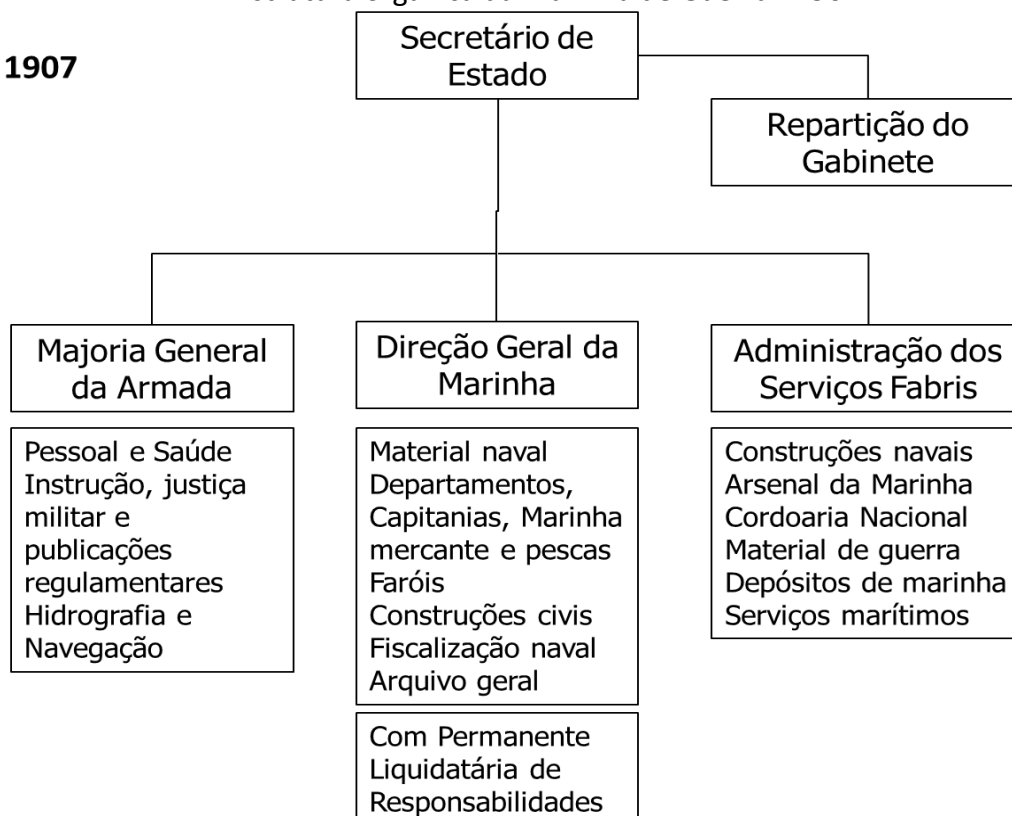 1907
Secretário de
Estado
Repartição do
Gabinete
Majoria General
da Armada
Direção Geral da
Marinha
Administração dos
Serviços Fabris
Pessoal e Saúde
Instrução, justiça
militar e
publicações
regulamentares
Hidrografia e
Navegação
Material naval
Departamentos,
Capitanias, Marinha
mercante e pescas
Faróis
Construções civis
Fiscalização naval
Arquivo geral
Construções navais
Arsenal da Marinha
Cordoaria Nacional
Material de guerra
Depósitos de marinha
Serviços marítimos
Com Permanente
Liquidatária de
Responsabilidades